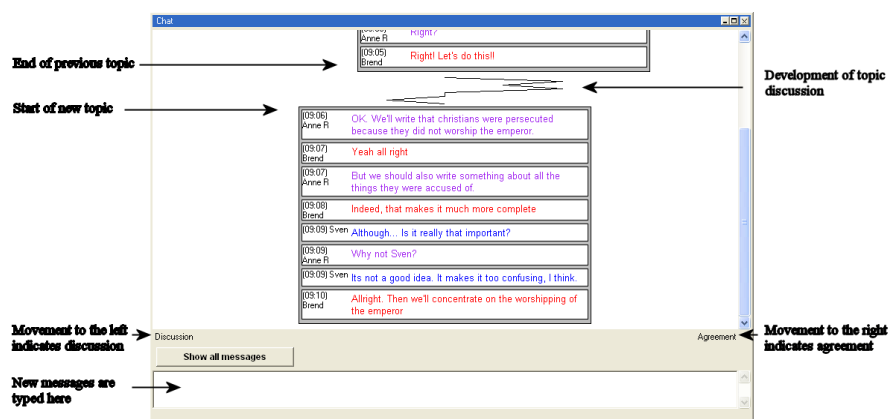 Chat
(09:05)
Anne R
Right?
(09:05)
Brend
Right! Let's do this!!
End of previous topic
Development of topic
discussion
Start of new topic
(09:06)
Anne R
OK. We'll write that christians were persecuted
because they did not worship the emperor.
(09:07)
Brend
Yeah all right
(09:07)
Anne R
But we should also write something about all the
things they were accused of.
(09:08)
Brend
Indeed, that makes it much more complete
(09:09) Sven Although... Is it really that important?
(09:09)
Anne R
Why not Sven?
(09:09) Sven Its not a good idea. It makes it too confusing, I think.
(09:10)
Brend
Allright. Then we'll concentrate on the worshipping of
the emperor
Movement to the left
indicates discussion
Discussion
Agreement
Movement to the right
indicates agreement
Show all messages
New messages are
typed here